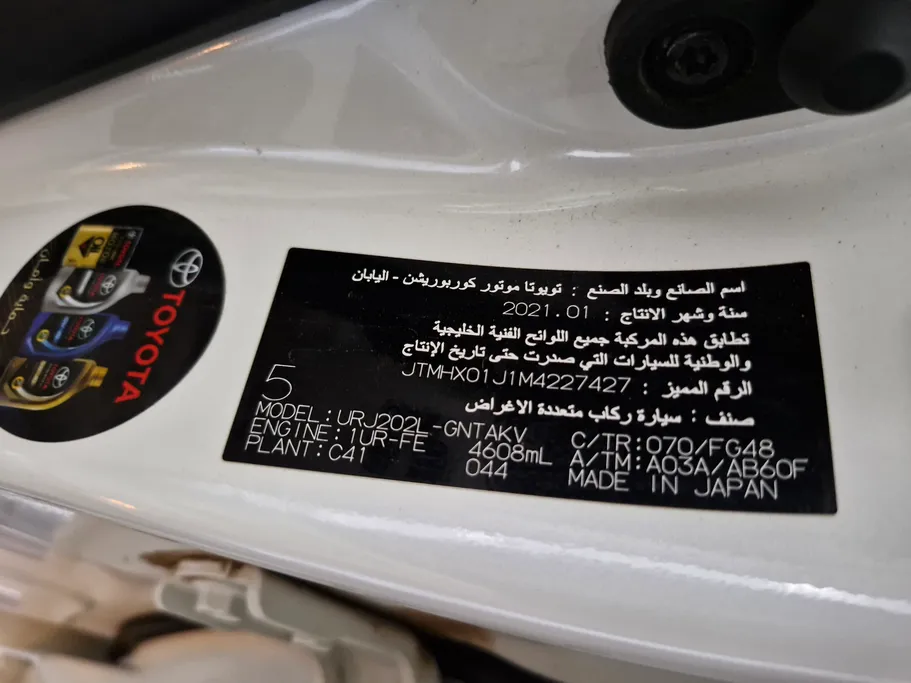 TOYOTA
اسم الصانع وبلد الصنع : تويوتا موتور كوربوريشن - اليابان
سنة وشهر الانتاج : 2021.01
تطابق هذه المركبة جميع اللوائح الفنية الخليجية
والوطنية للسيارات التي صدرت حتى تاريخ الإنتاج
الرقم المميز : JTMHX01J1M4227427
صنف : سيارة ركاب متعددة الاغراض
5
MODEL:URJ202L-GNTAKV C/TR:070/FG48
ENGINE:1UR-FE 4608mL A/TM:A03A/AB60F
PLANT:C41 044 MADE IN JAPAN